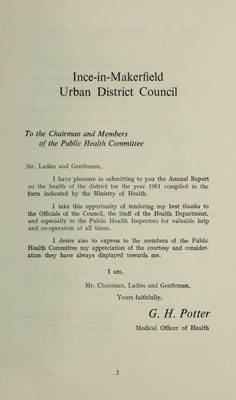 Ince-in-Makerfield
Urban District Council
To the Chairman and Members
of the Public Health Committee
Sir, Ladies and Gentlemen,
I have pleasure in submitting to you the Annual Report
on the health of the district for the year 1961 compiled in the
form indicated by the Ministry of Health.
I take this opportunity of tendering my best thanks to
the Officials of the Council, the Staff of the Health Department,
and especially to the Public Health Inspectors for valuable help
and co-operation at all times.
I desire also to express to the members of the Public
Health Committee my appreciation of the courtesy and consider-
ation they have always displayed towards me.
I am,
Mr. Chairman, Ladies and Gentlemen,
Yours faithfully,
G. H. Potter
Medical Officer of Health
3